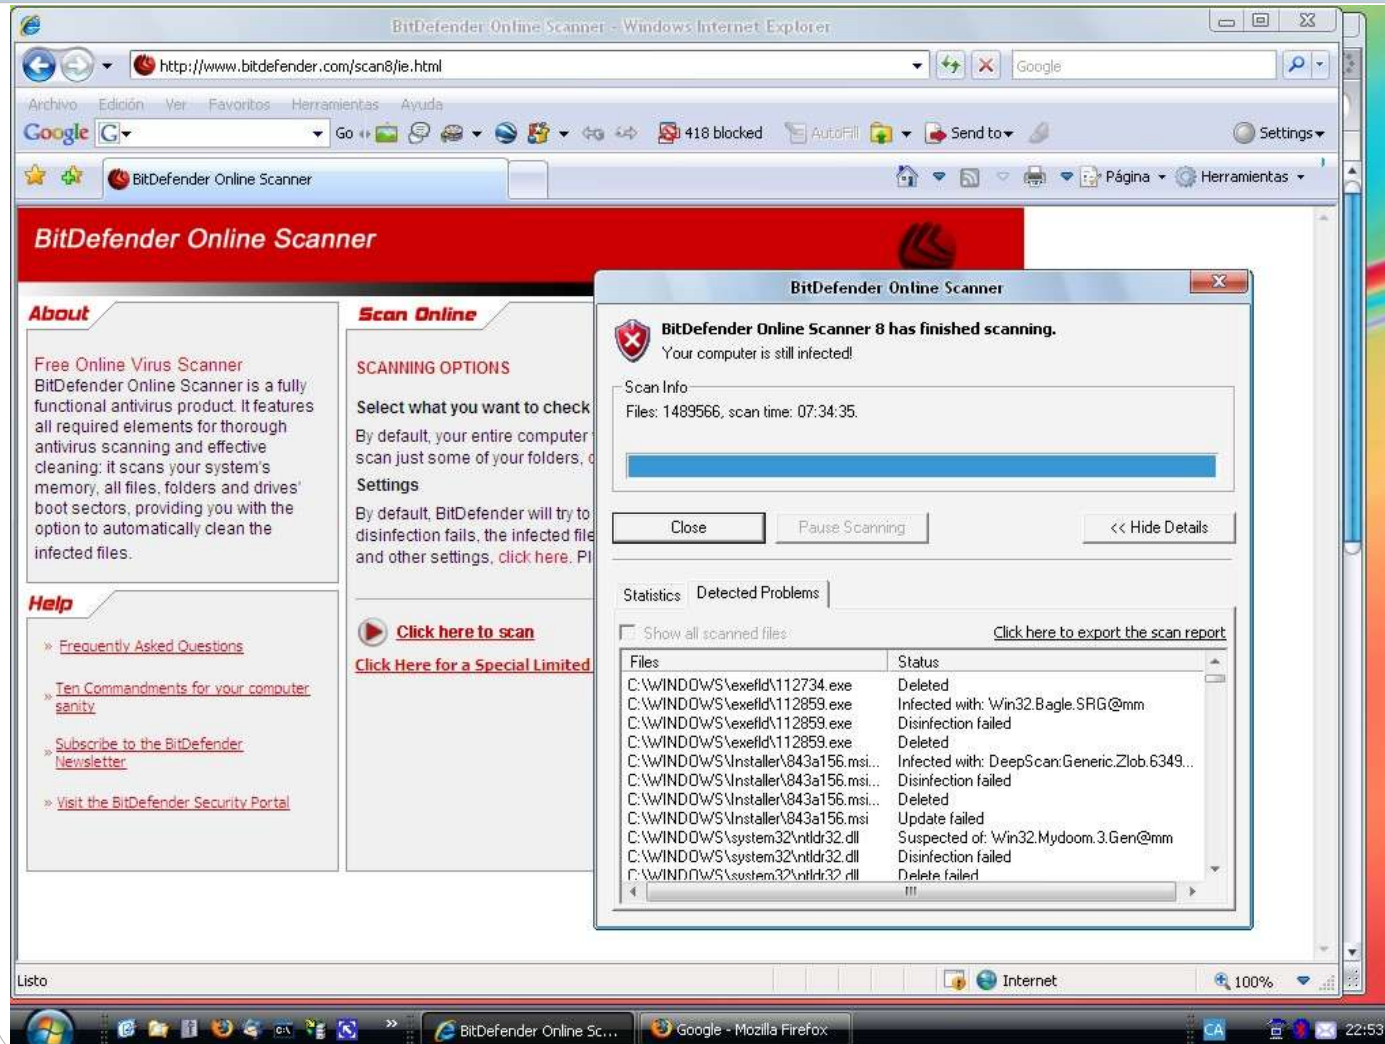 BitDefender Online Scanner - Windows Internet Explorer
http://www.bitdefender.com/scan8/ie.html
Google
Archivo Edición Ver Favoritos Herramientas Ayuda
Google G Go 418 blocked AutoFill Send to Settings
BitDefender Online Scanner
Página Herramientas
BitDefender Online Scanner
About
Free Online Virus Scanner
BitDefender Online Scanner is a fully
functional antivirus product. It features
all required elements for thorough
antivirus scanning and effective
cleaning: it scans your system's
memory, all files, folders and drives'
boot sectors, providing you with the
option to automatically clean the
infected files.
Help
» Frequently Asked Questions
» Ten Commandments for your computer
sanity
» Subscribe to the BitDefender
Newsletter
» Visit the BitDefender Security Portal
Scan Online
SCANNING OPTIONS
Select what you want to check
By default, your entire computer
scan just some of your folders,
Settings
By default, BitDefender will try to
disinfection fails, the infected file
and other settings, click here. Pl
Click here to scan
Click Here for a Special Limited
BitDefender Online Scanner
BitDefender Online Scanner 8 has finished scanning.
Your computer is still infected!
Scan Info
Files: 1489566, scan time: 07:34:35.
Close Pause Scanning << Hide Details
Statistics Detected Problems
Show all scanned files Click here to export the scan report
Files Status
C:\WINDOWS\exefld\112734.exe Deleted
C:\WINDOWS\exefld\112859.exe Infected with: Win32.Bagle.SRG@mm
C:\WINDOWS\exefld\112859.exe Disinfection failed
C:\WINDOWS\exefld\112859.exe Deleted
C:\WINDOWS\Installer\843a156.msi... Infected with: DeepScan:Generic.Zlob.6349...
C:\WINDOWS\Installer\843a156.msi... Disinfection failed
C:\WINDOWS\Installer\843a156.msi... Deleted
C:\WINDOWS\Installer\843a156.msi Update failed
C:\WINDOWS\system32\ntldr32.dll Suspected of: Win32.Mydoom.3.Gen@mm
C:\WINDOWS\system32\ntldr32.dll Disinfection failed
C:\WINDOWS\system32\ntldr32.dll Delete failed
Listo Internet 100%
BitDefender Online Sc... Google - Mozilla Firefox CA 22:53